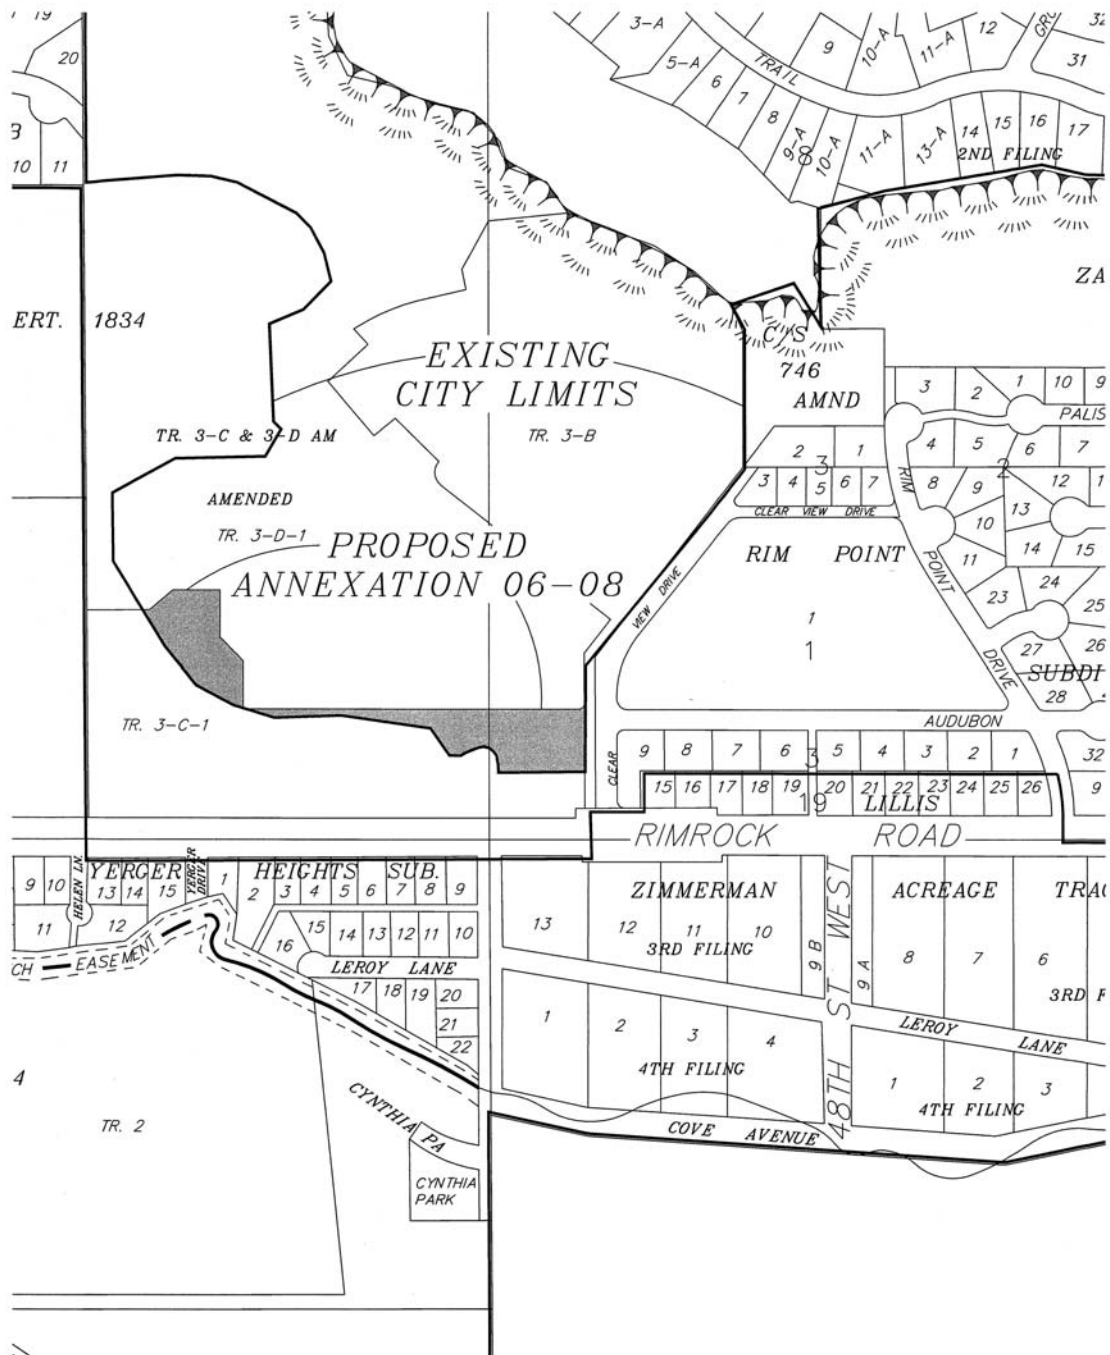 19
20
3-A
5-A
6
7
8
9
TRAIL
10-A
11-A
12
GRO
32
31
9-A
10-A
8
11-A
13-A
14
15
16
17
2ND FILING
B
10
11
ZA
ERT.
1834
C/S
746
AMND
EXISTING
CITY LIMITS
TR. 3-C & 3-D AM
TR. 3-B
AMENDED
TR. 3-D-1
PROPOSED
ANNEXATION 06-08
TR. 3-C-1
3
2
1
10
9
PALIS
4
5
6
7
2
2
1
3
3
4
5
6
7
CLEAR VIEW DRIVE
RIM
POINT
DRIVE
8
9
10
11
12
1
13
14
15
23
24
25
26
27
28
SUBDI
RIM POINT
VIEW DRIVE
1
1
AUDUBON
CLEAR
9
8
7
6
3
5
4
3
2
1
32
15
16
17
18
19
20
21
22
23
24
25
26
9
19
LILLIS
RIMROCK ROAD
YERGER HEIGHTS SUB.
9
10
HELEN LN.
13
14
15
YERGER DRIVE
1
2
3
4
5
6
7
8
9
11
12
16
15
14
13
12
11
10
CH EASEMENT
LEROY LANE
17
18
19
20
21
22
ZIMMERMAN ACREAGE TRAC
13
12
11
10
3RD FILING
9B
9A
8
7
6
3RD F
48TH ST WEST
LEROY LANE
1
2
3
4
4TH FILING
1
2
3
4TH FILING
COVE AVENUE
4
TR. 2
CYNTHIA PA
CYNTHIA
PARK